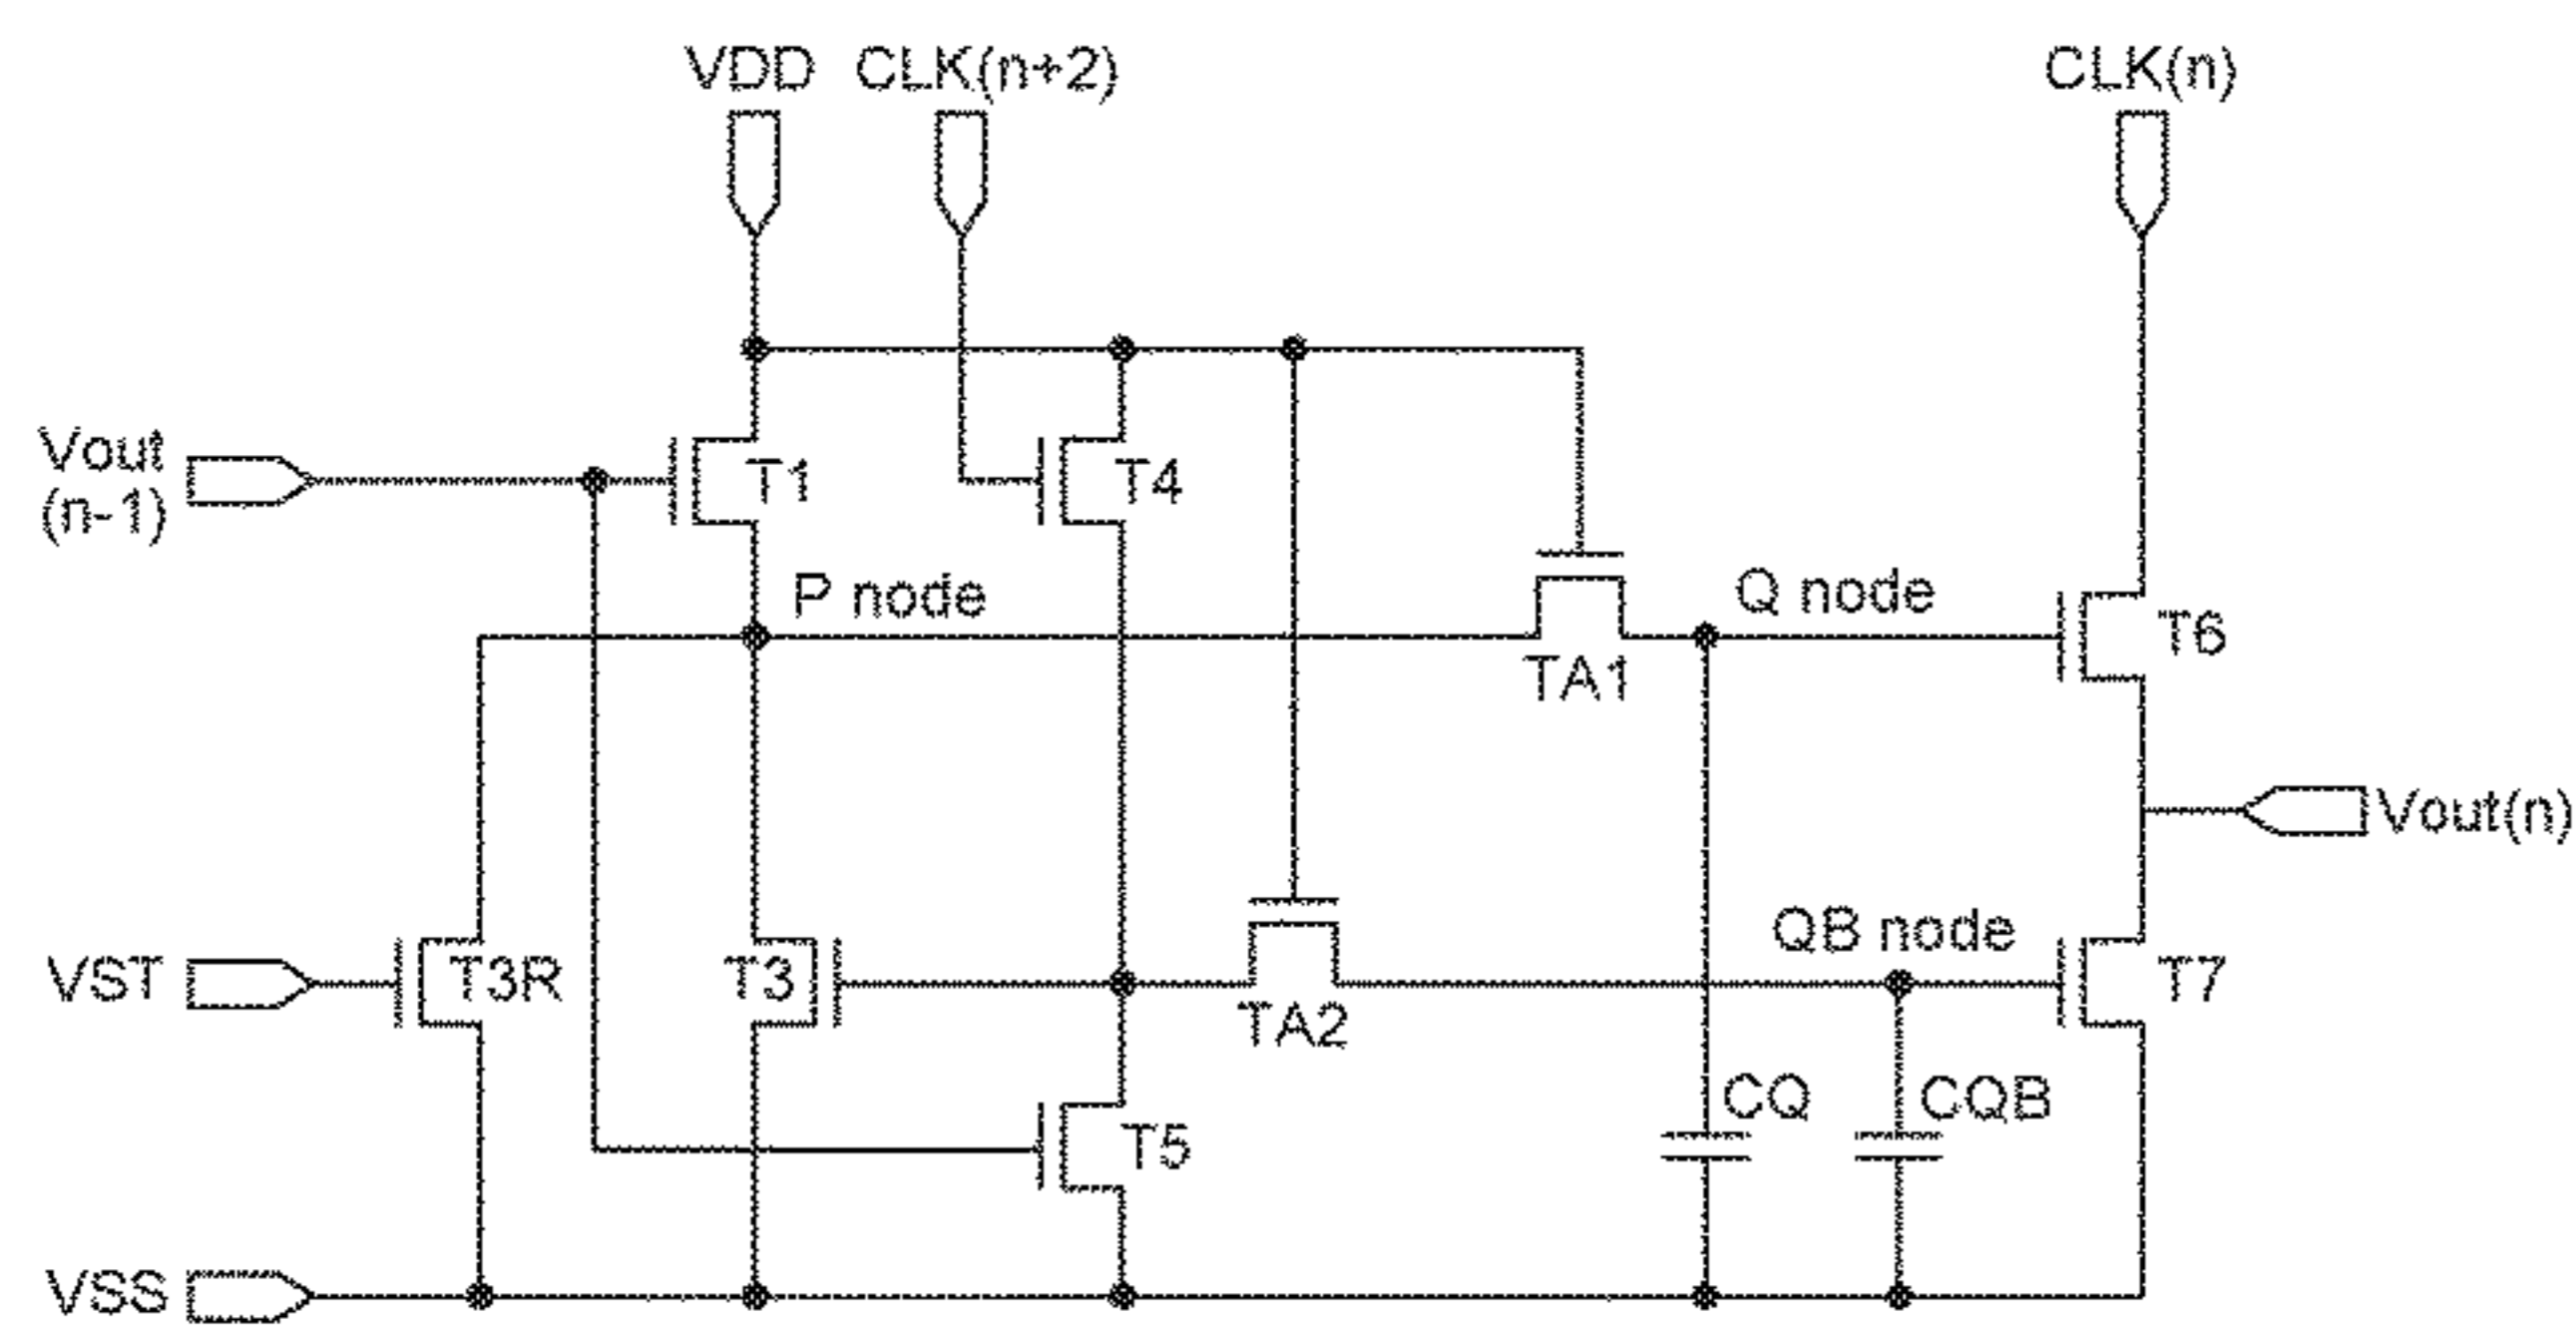 VDD CLK(n+2) CLK(n)
Vout
(n-1)
T1 T4
P node Q node
T6
TA1
Vout(n)
QB node
VST T3R T3 T7
TA2
CQ CQB
T5
VSS